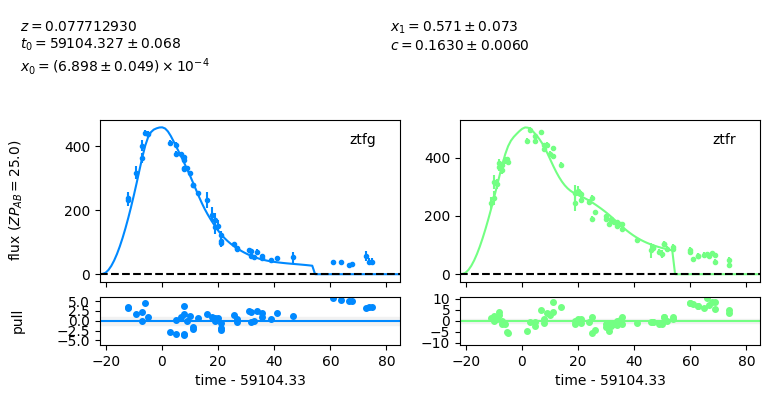 z = 0.077712930
t₀ = 59104.327 ± 0.068
x₀ = (6.898 ± 0.049) × 10⁻⁴
x₁ = 0.571 ± 0.073
c = 0.1630 ± 0.0060
flux (ZP_AB = 25.0)
400
200
0
ztfg
400
200
0
ztfr
pull
5.0
2.5
0.0
−2.5
−5.0
−20 0 20 40 60 80
time - 59104.33
10
5
0
−5
−10
−20 0 20 40 60 80
time - 59104.33